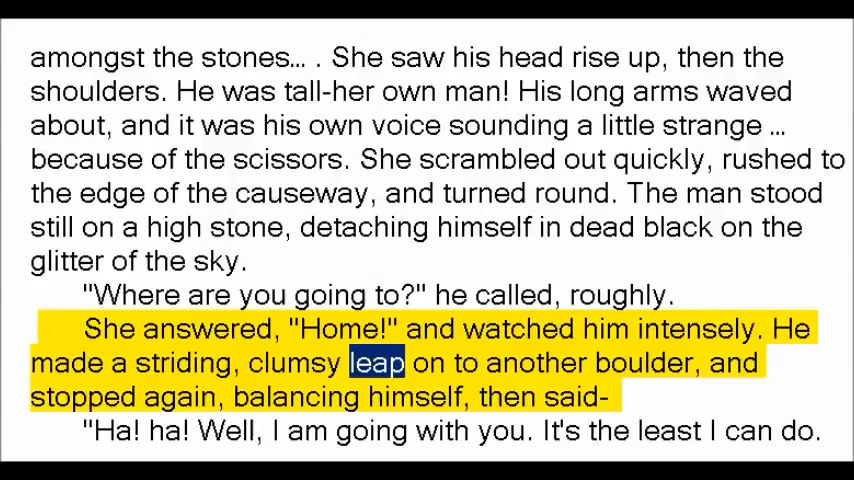 amongst the stones... . She saw his head rise up, then the
shoulders. He was tall-her own man! His long arms waved
about, and it was his own voice sounding a little strange ...
because of the scissors. She scrambled out quickly, rushed to
the edge of the causeway, and turned round. The man stood
still on a high stone, detaching himself in dead black on the
glitter of the sky.
"Where are you going to?" he called, roughly.
She answered, "Home!" and watched him intensely. He
made a striding, clumsy leap on to another boulder, and
stopped again, balancing himself, then said-
"Ha! ha! Well, I am going with you. It's the least I can do.